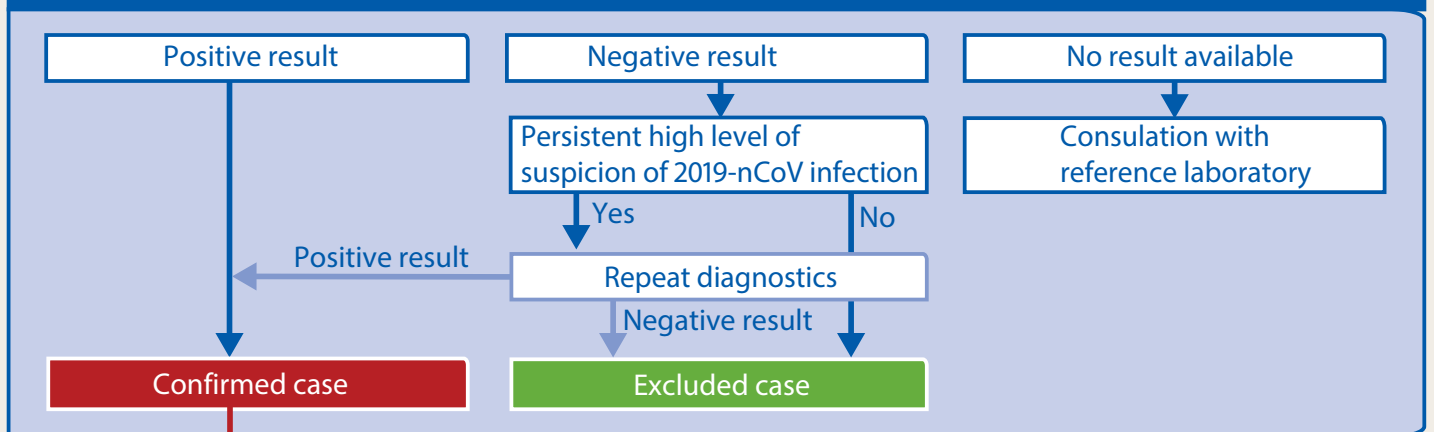 Positive result
Negative result
No result available
Persistent high level of
suspicion of 2019-nCoV infection
Consulation with
reference laboratory
Yes
No
Positive result
Repeat diagnostics
Negative result
Confirmed case
Excluded case